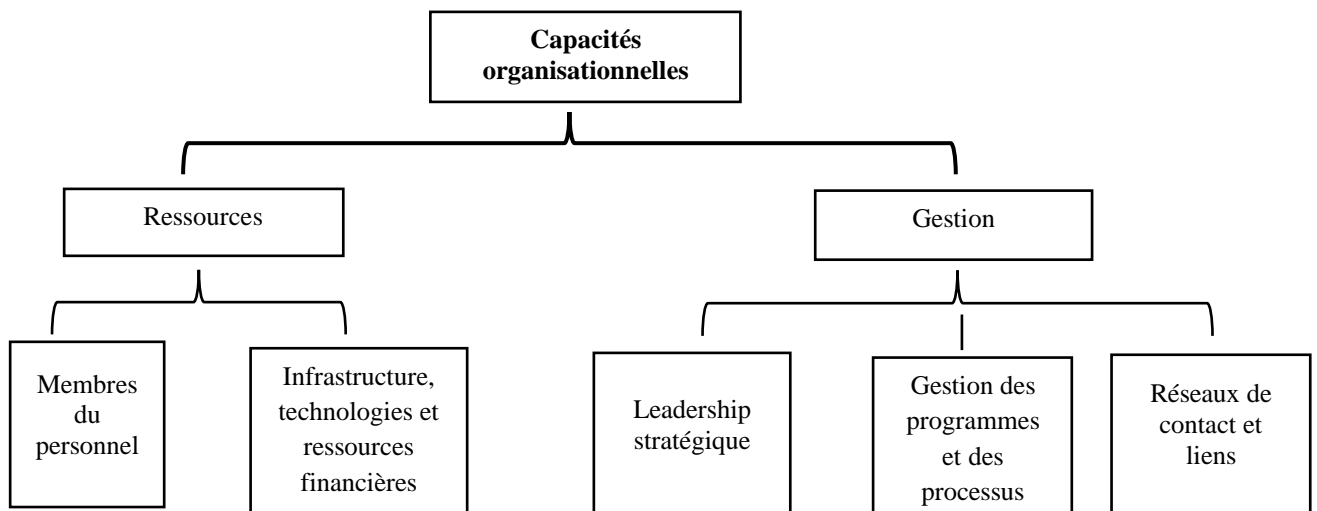 Capacités
organisationnelles
Ressources
Gestion
Membres
du
personnel
Infrastructure,
technologies et
ressources
financières
Leadership
stratégique
Gestion des
programmes
et des
processus
Réseaux de
contact et
liens